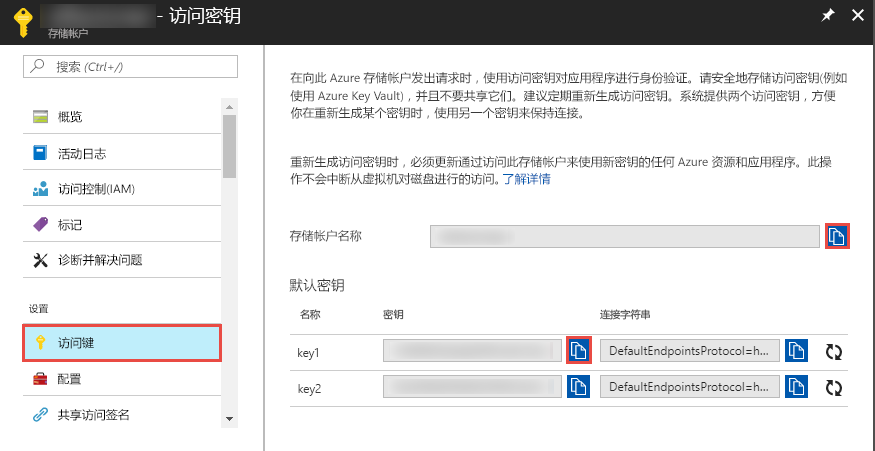 - 访问密钥
存储帐户
搜索 (Ctrl+/)
概览
活动日志
访问控制(IAM)
标记
诊断并解决问题
设置
访问键
配置
共享访问签名
在向此 Azure 存储帐户发出请求时，使用访问密钥对应用程序进行身份验证。请安全地存储访问密钥(例如
使用 Azure Key Vault)，并且不要共享它们。建议定期重新生成访问密钥。系统提供两个访问密钥，方便
你在重新生成某个密钥时，使用另一个密钥来保持连接。
重新生成访问密钥时，必须更新通过访问此存储帐户来使用新密钥的任何 Azure 资源和应用程序。此操
作不会中断从虚拟机对磁盘进行的访问。了解详情
存储帐户名称
默认密钥
名称 密钥 连接字符串
key1 DefaultEndpointsProtocol=h...
key2 DefaultEndpointsProtocol=h...